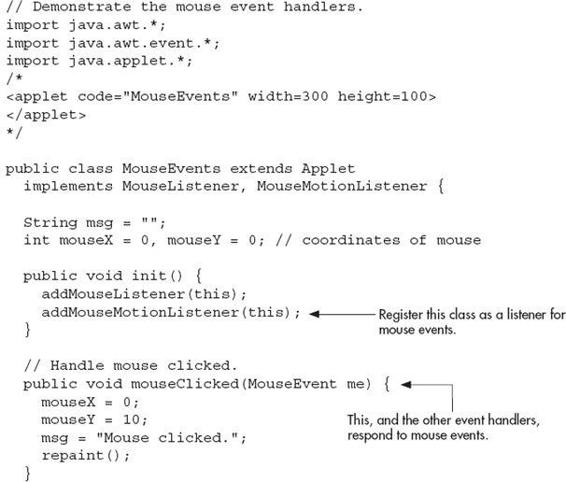 // Demonstrate the mouse event handlers.
import java.awt.*;
import java.awt.event.*;
import java.applet.*;
/*
<applet code="MouseEvents" width=300 height=100>
</applet>
*/
public class MouseEvents extends Applet
implements MouseListener, MouseMotionListener {
String msg = "";
int mouseX = 0, mouseY = 0; // coordinates of mouse
public void init() {
addMouseListener(this);
addMouseMotionListener(this);
Register this class as a listener for
mouse events.
}
// Handle mouse clicked.
public void mouseClicked(MouseEvent me) {
mouseX = 0;
mouseY = 10;
msg = "Mouse clicked.";
repaint();
}
This, and the other event handlers,
respond to mouse events.